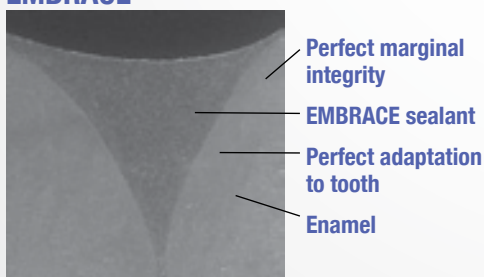 EMBRACE
Perfect marginal
integrity
EMBRACE sealant
Perfect adaptation
to tooth
Enamel